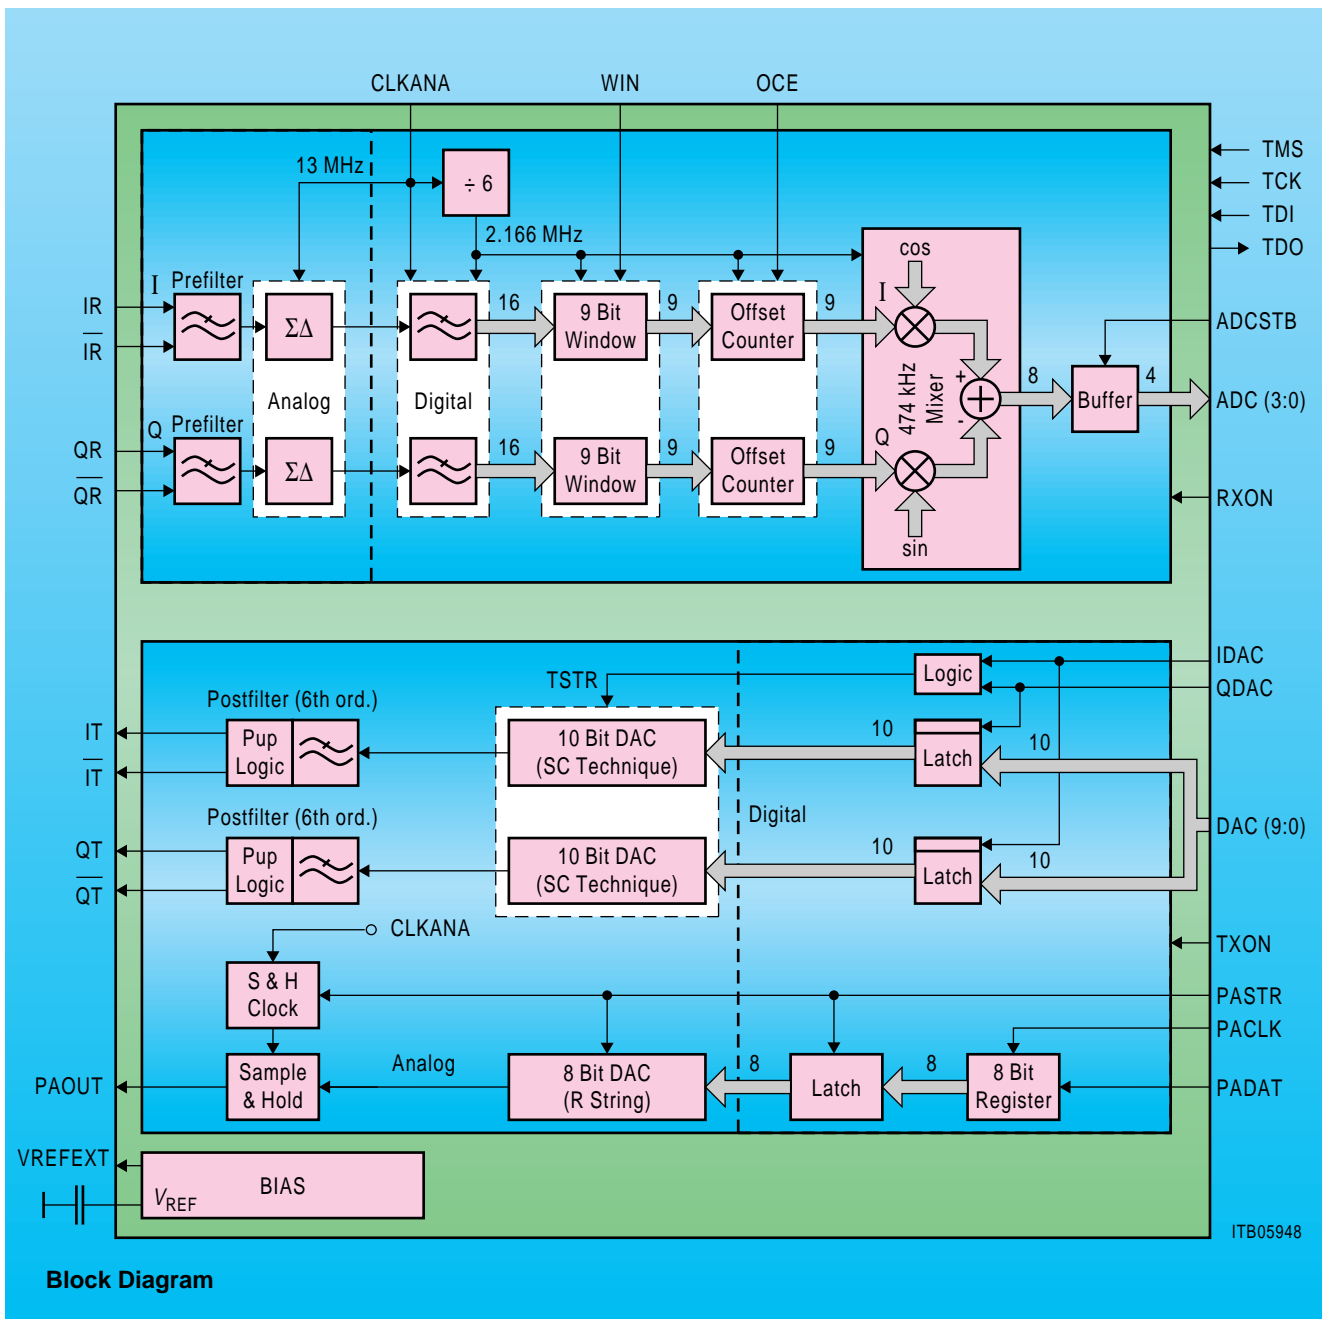 CLKANA WIN OCE
13 MHz
÷ 6
2.166 MHz
TMS
TCK
TDI
TDO
cos
I Prefilter
IR
IR
ΣΔ
16
9 Bit
Window
9
Offset
Counter
9
I
ADCSTB
Analog
Digital
474 kHz
Mixer
+
-
8
Buffer
4
ADC (3:0)
Q Prefilter
QR
QR
ΣΔ
16
9 Bit
Window
9
Offset
Counter
9
Q
sin
RXON
IDAC
QDAC
Logic
TSTR
Postfilter (6th ord.)
IT
IT
Pup
Logic
10 Bit DAC
(SC Technique)
10
Latch
10
Digital
DAC (9:0)
Postfilter (6th ord.)
QT
QT
Pup
Logic
10 Bit DAC
(SC Technique)
10
Latch
10
CLKANA
TXON
S & H
Clock
PASTR
PACLK
PAOUT
Sample
& Hold
Analog
8 Bit DAC
(R String)
8
Latch
8
8 Bit
Register
PADAT
VREFEXT
BIAS
VREF
ITB05948
Block Diagram